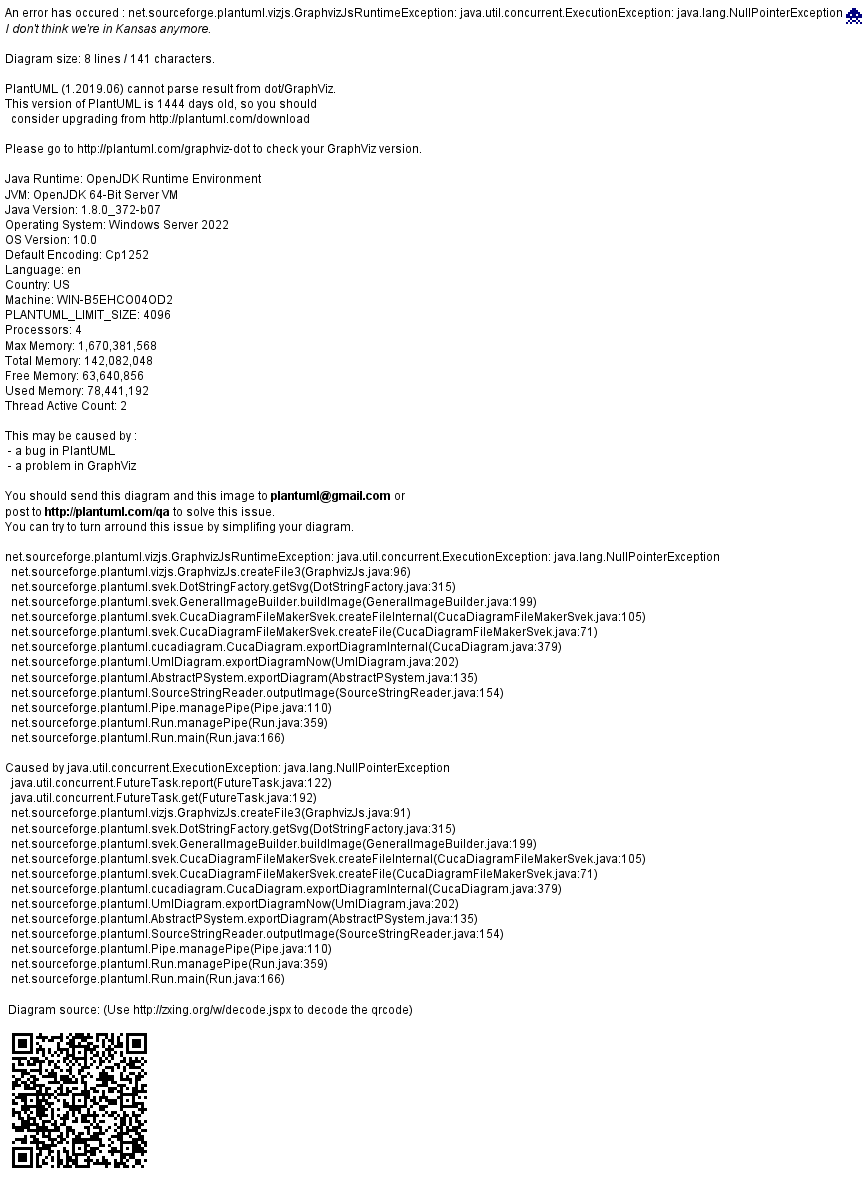 An error has occured : net.sourceforge.plantuml.vizjs.GraphvizJsRuntimeException: java.util.concurrent.ExecutionException: java.lang.NullPointerException
I don't think we're in Kansas anymore.
Diagram size: 8 lines / 141 characters.
PlantUML (1.2019.06) cannot parse result from dot/GraphViz.
This version of PlantUML is 1444 days old, so you should
consider upgrading from http://plantuml.com/download
Please go to http://plantuml.com/graphviz-dot to check your GraphViz version.
Java Runtime: OpenJDK Runtime Environment
JVM: OpenJDK 64-Bit Server VM
Java Version: 1.8.0_372-b07
Operating System: Windows Server 2022
OS Version: 10.0
Default Encoding: Cp1252
Language: en
Country: US
Machine: WIN-B5EHCO04OD2
PLANTUML_LIMIT_SIZE: 4096
Processors: 4
Max Memory: 1,670,381,568
Total Memory: 142,082,048
Free Memory: 63,640,856
Used Memory: 78,441,192
Thread Active Count: 2
This may be caused by :
- a bug in PlantUML
- a problem in GraphViz
You should send this diagram and this image to plantuml@gmail.com or
post to http://plantuml.com/qa to solve this issue.
You can try to turn arround this issue by simplifing your diagram.
net.sourceforge.plantuml.vizjs.GraphvizJsRuntimeException: java.util.concurrent.ExecutionException: java.lang.NullPointerException
net.sourceforge.plantuml.vizjs.GraphvizJs.createFile3(GraphvizJs.java:96)
net.sourceforge.plantuml.svek.DotStringFactory.getSvg(DotStringFactory.java:315)
net.sourceforge.plantuml.svek.GeneralImageBuilder.buildImage(GeneralImageBuilder.java:199)
net.sourceforge.plantuml.svek.CucaDiagramFileMakerSvek.createFileInternal(CucaDiagramFileMakerSvek.java:105)
net.sourceforge.plantuml.svek.CucaDiagramFileMakerSvek.createFile(CucaDiagramFileMakerSvek.java:71)
net.sourceforge.plantuml.cucadiagram.CucaDiagram.exportDiagramInternal(CucaDiagram.java:379)
net.sourceforge.plantuml.UmlDiagram.exportDiagramNow(UmlDiagram.java:202)
net.sourceforge.plantuml.AbstractPSystem.exportDiagram(AbstractPSystem.java:135)
net.sourceforge.plantuml.SourceStringReader.outputImage(SourceStringReader.java:154)
net.sourceforge.plantuml.Pipe.managePipe(Pipe.java:110)
net.sourceforge.plantuml.Run.managePipe(Run.java:359)
net.sourceforge.plantuml.Run.main(Run.java:166)
Caused by java.util.concurrent.ExecutionException: java.lang.NullPointerException
java.util.concurrent.FutureTask.report(FutureTask.java:122)
java.util.concurrent.FutureTask.get(FutureTask.java:192)
net.sourceforge.plantuml.vizjs.GraphvizJs.createFile3(GraphvizJs.java:91)
net.sourceforge.plantuml.svek.DotStringFactory.getSvg(DotStringFactory.java:315)
net.sourceforge.plantuml.svek.GeneralImageBuilder.buildImage(GeneralImageBuilder.java:199)
net.sourceforge.plantuml.svek.CucaDiagramFileMakerSvek.createFileInternal(CucaDiagramFileMakerSvek.java:105)
net.sourceforge.plantuml.svek.CucaDiagramFileMakerSvek.createFile(CucaDiagramFileMakerSvek.java:71)
net.sourceforge.plantuml.cucadiagram.CucaDiagram.exportDiagramInternal(CucaDiagram.java:379)
net.sourceforge.plantuml.UmlDiagram.exportDiagramNow(UmlDiagram.java:202)
net.sourceforge.plantuml.AbstractPSystem.exportDiagram(AbstractPSystem.java:135)
net.sourceforge.plantuml.SourceStringReader.outputImage(SourceStringReader.java:154)
net.sourceforge.plantuml.Pipe.managePipe(Pipe.java:110)
net.sourceforge.plantuml.Run.managePipe(Run.java:359)
net.sourceforge.plantuml.Run.main(Run.java:166)
Diagram source: (Use http://zxing.org/w/decode.jspx to decode the qrcode)